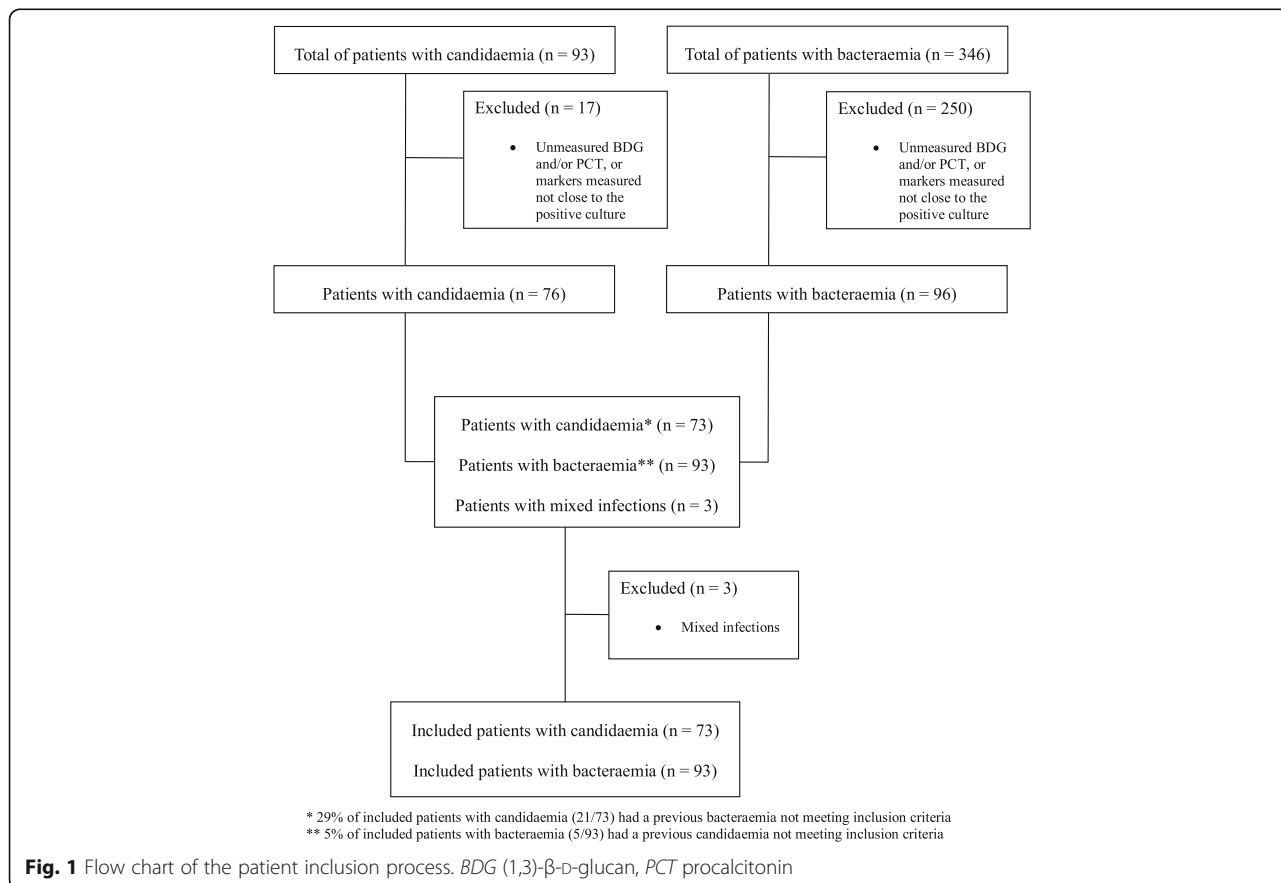 Total of patients with candidaemia (n = 93)
Total of patients with bacteraemia (n = 346)
Excluded (n = 17)
• Unmeasured BDG
and/or PCT, or
markers measured
not close to the
positive culture
Excluded (n = 250)
• Unmeasured BDG
and/or PCT, or
markers measured
not close to the
positive culture
Patients with candidaemia (n = 76)
Patients with bacteraemia (n = 96)
Patients with candidaemia* (n = 73)
Patients with bacteraemia** (n = 93)
Patients with mixed infections (n = 3)
Excluded (n = 3)
• Mixed infections
Included patients with candidaemia (n = 73)
Included patients with bacteraemia (n = 93)
* 29% of included patients with candidaemia (21/73) had a previous bacteraemia not meeting inclusion criteria
** 5% of included patients with bacteraemia (5/93) had a previous candidaemia not meeting inclusion criteria
Fig. 1 Flow chart of the patient inclusion process. BDG (1,3)-β-D-glucan, PCT procalcitonin